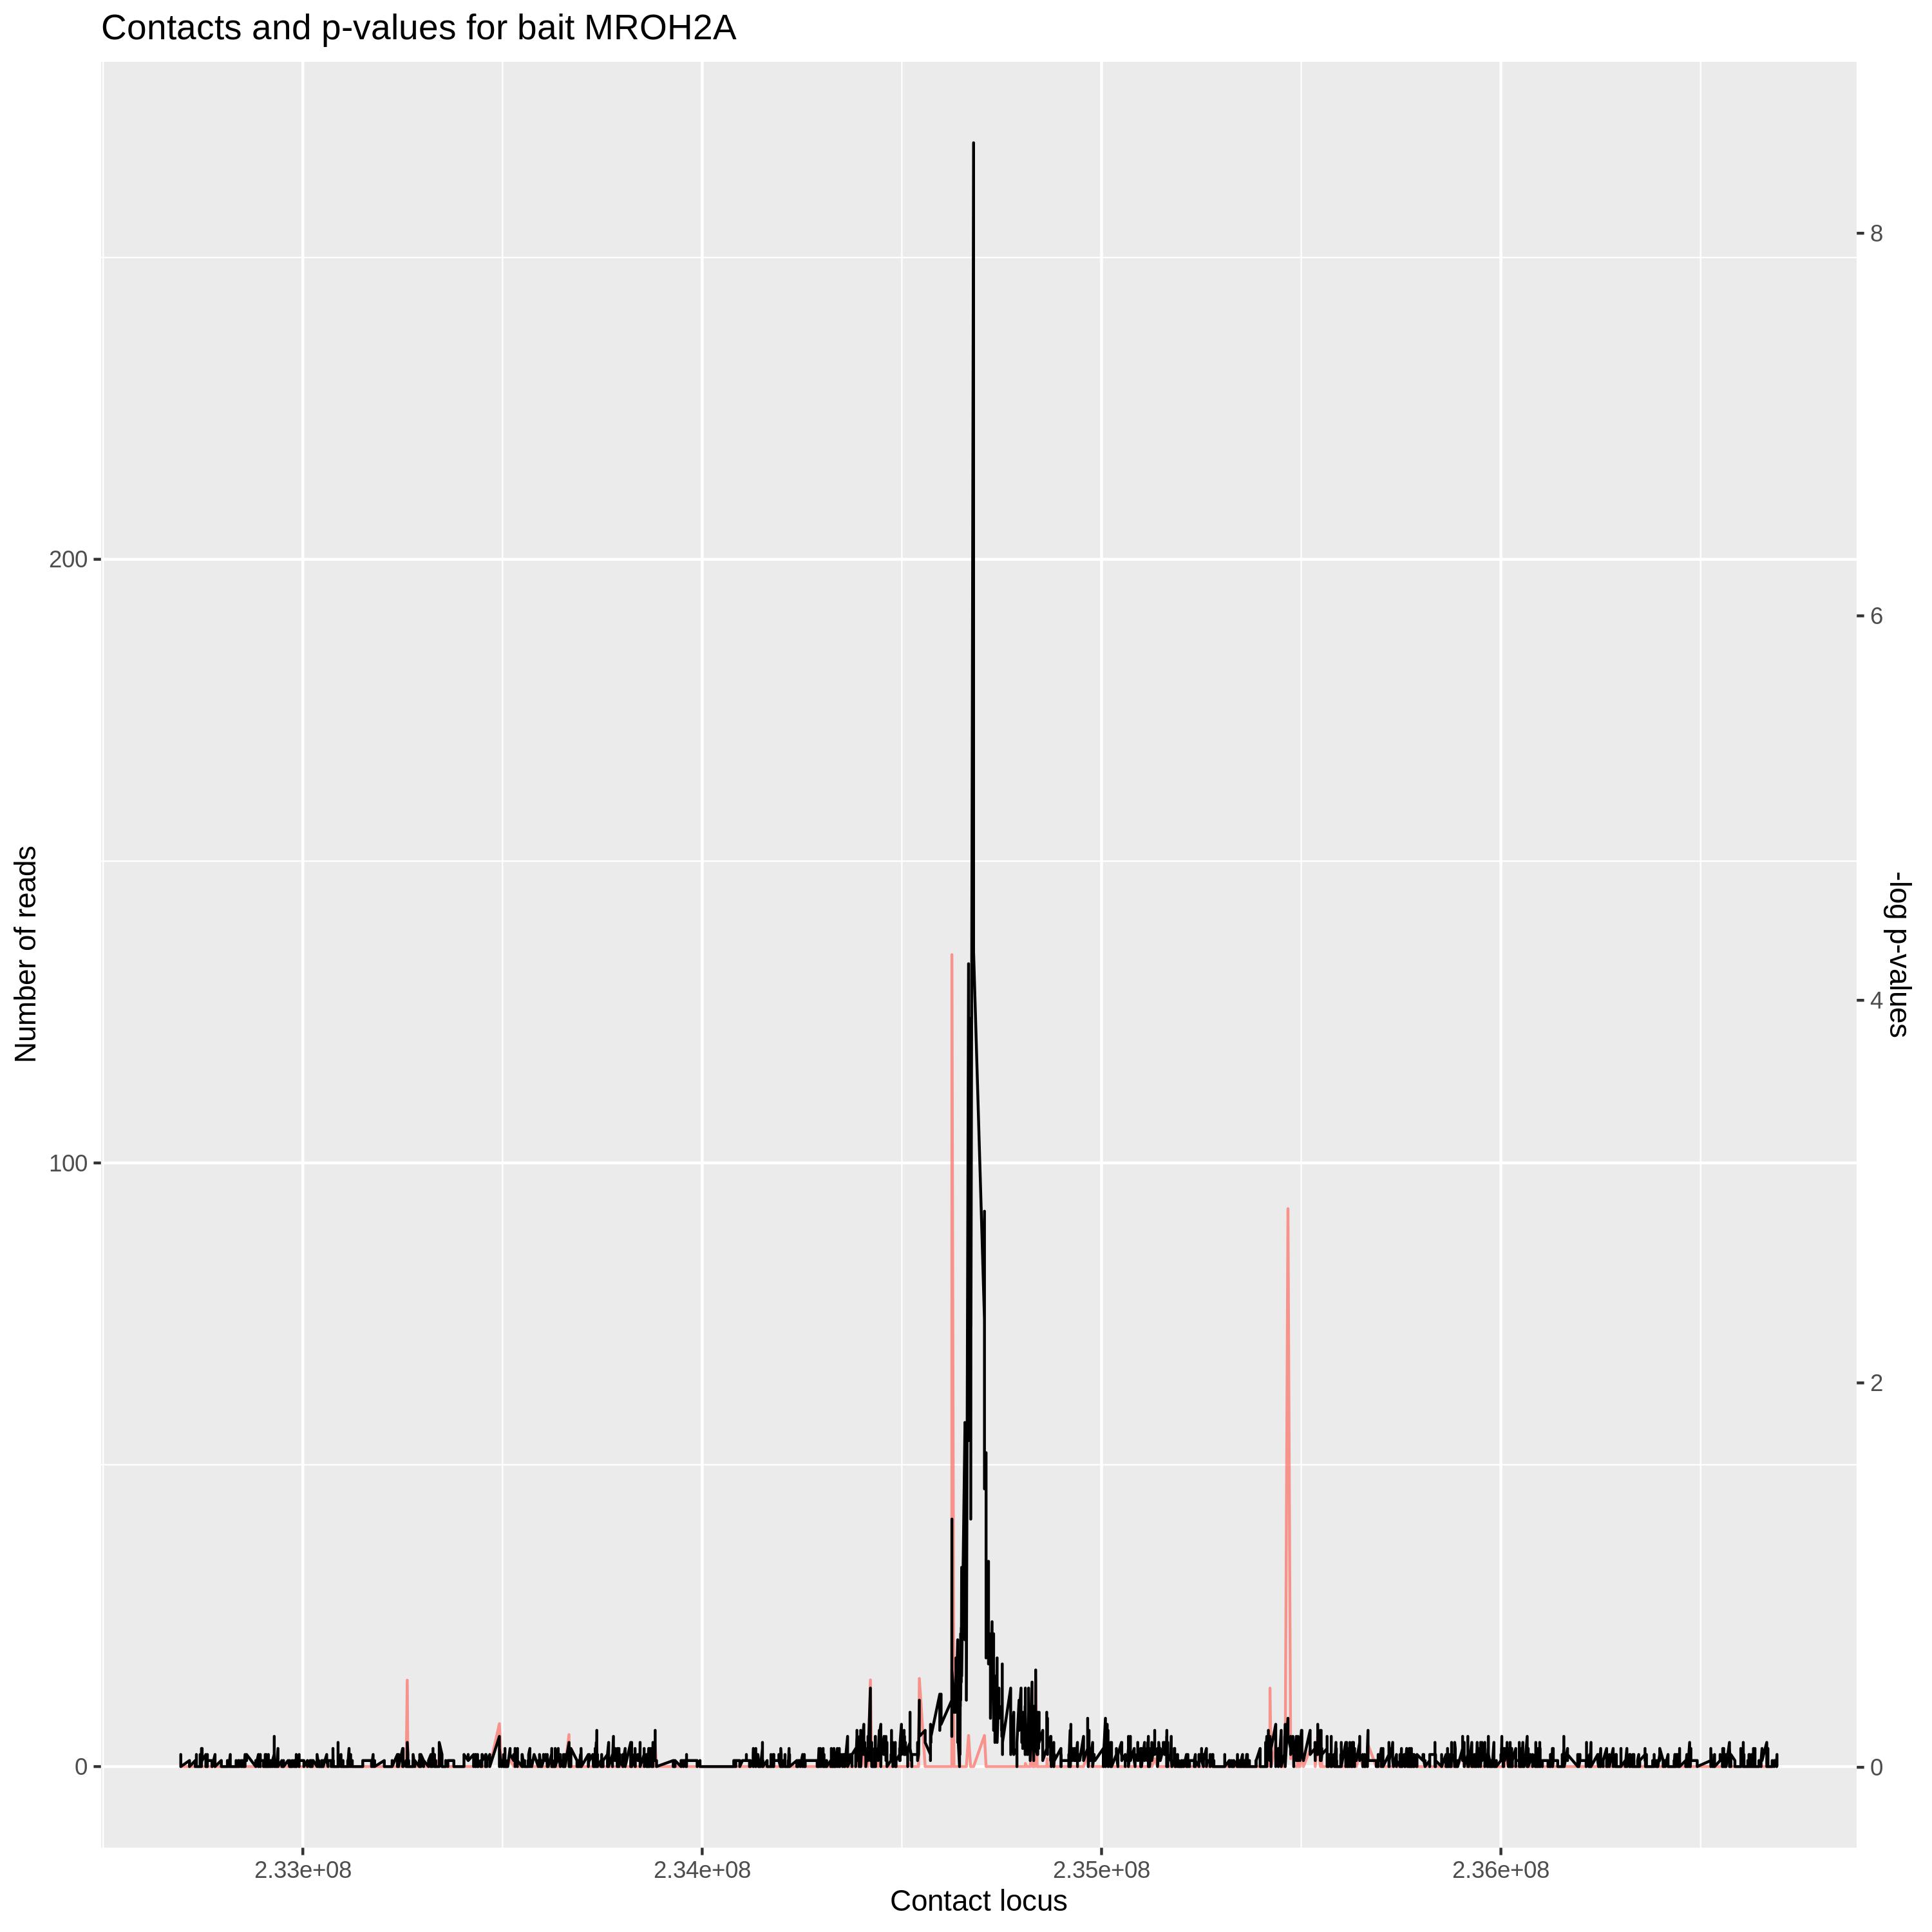 Contacts and p-values for bait MROH2A
Number of reads
200
100
0
8
6
4
2
0
-log p-values
2.33e+08
2.34e+08
2.35e+08
2.36e+08
Contact locus